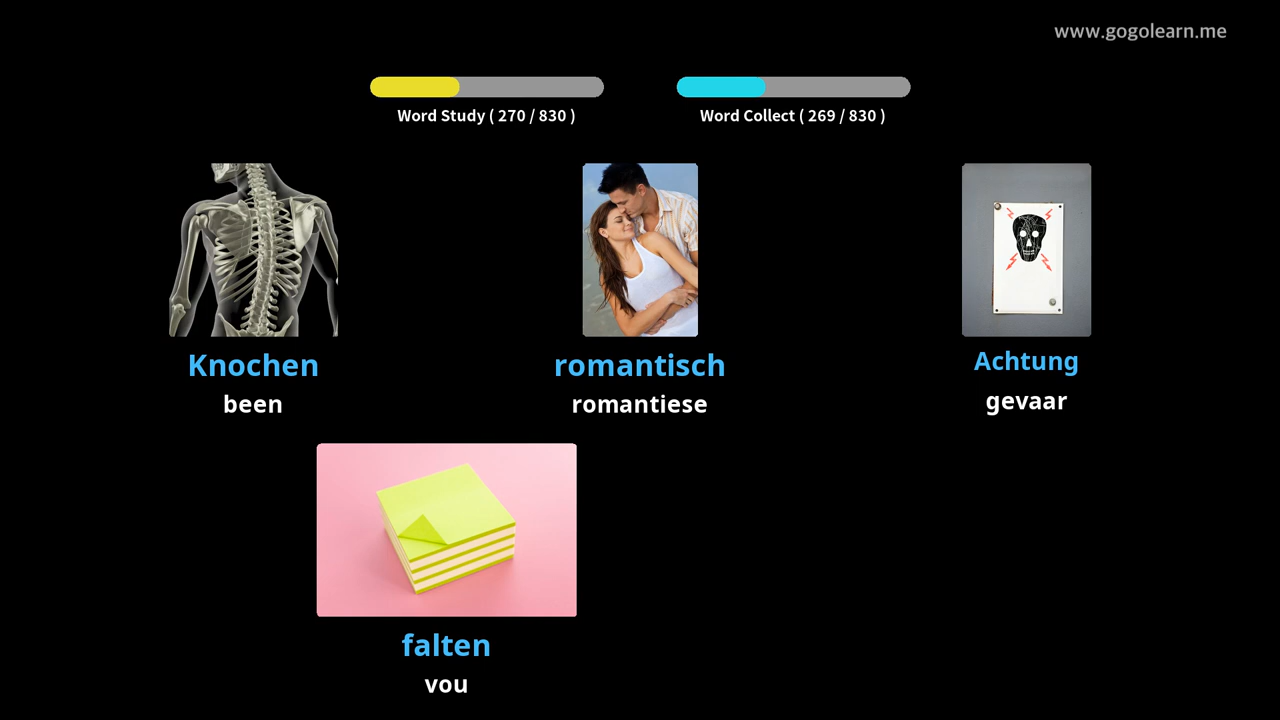 www.gogolearn.me
Word Study ( 270 / 830 )
Word Collect ( 269 / 830 )
Knochen
been
romantisch
romantiese
Achtung
gevaar
falten
vou